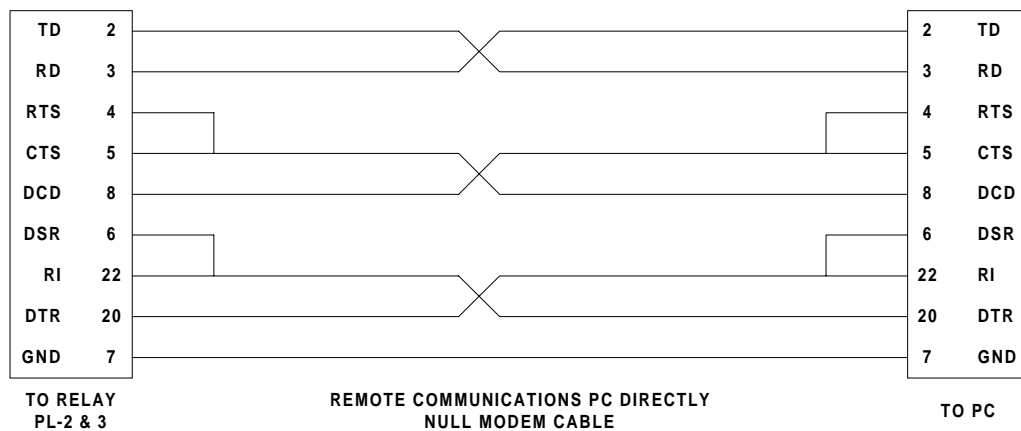 TD 2 2 TD
RD 3 3 RD
RTS 4 4 RTS
CTS 5 5 CTS
DCD 8 8 DCD
DSR 6 6 DSR
RI 22 22 RI
DTR 20 20 DTR
GND 7 7 GND
TO RELAY
PL-2 & 3
REMOTE COMMUNICATIONS PC DIRECTLY
NULL MODEM CABLE
TO PC